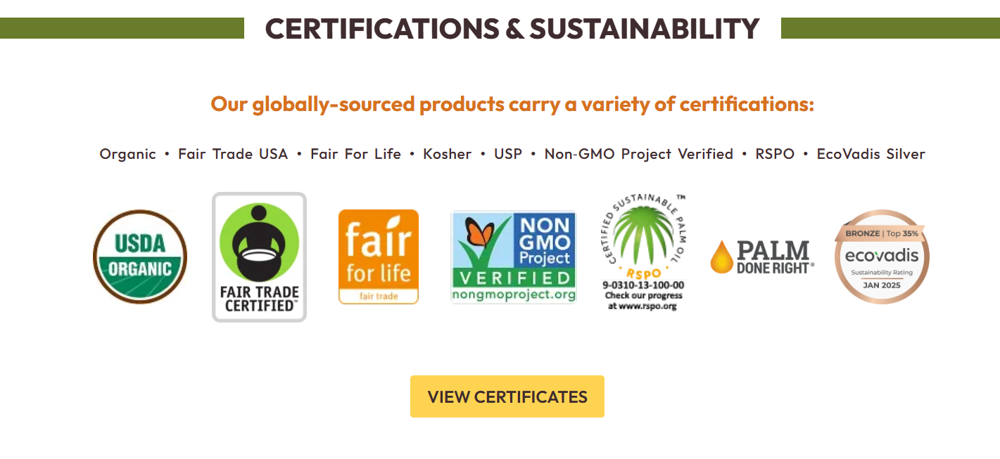 CERTIFICATIONS & SUSTAINABILITY
Our globally-sourced products carry a variety of certifications:
Organic • Fair Trade USA • Fair For Life • Kosher • USP • Non-GMO Project Verified • RSPO • EcoVadis Silver
USDA
ORGANIC
FAIR TRADE
CERTIFIED™
fair
for life
fair trade
NON
GMO
Project
VERIFIED
nongmoproject.org
CERTIFIED SUSTAINABLE PALM OIL ™
RSPO
9-0310-13-100-00
Check our progress
at www.rspo.org
PALM
DONE RIGHT®
BRONZE | Top 35%
ecovadis
Sustainability Rating
JAN 2025
VIEW CERTIFICATES